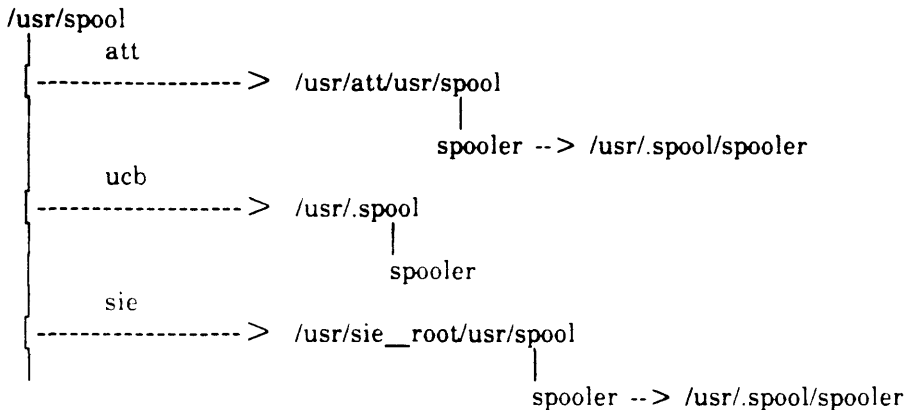 /usr/spool
att
--------------------- > /usr/att/usr/spool
spooler -- > /usr/.spool/spooler
ucb
--------------------- > /usr/.spool
spooler
sie
--------------------- > /usr/sie__root/usr/spool
spooler -- > /usr/.spool/spooler